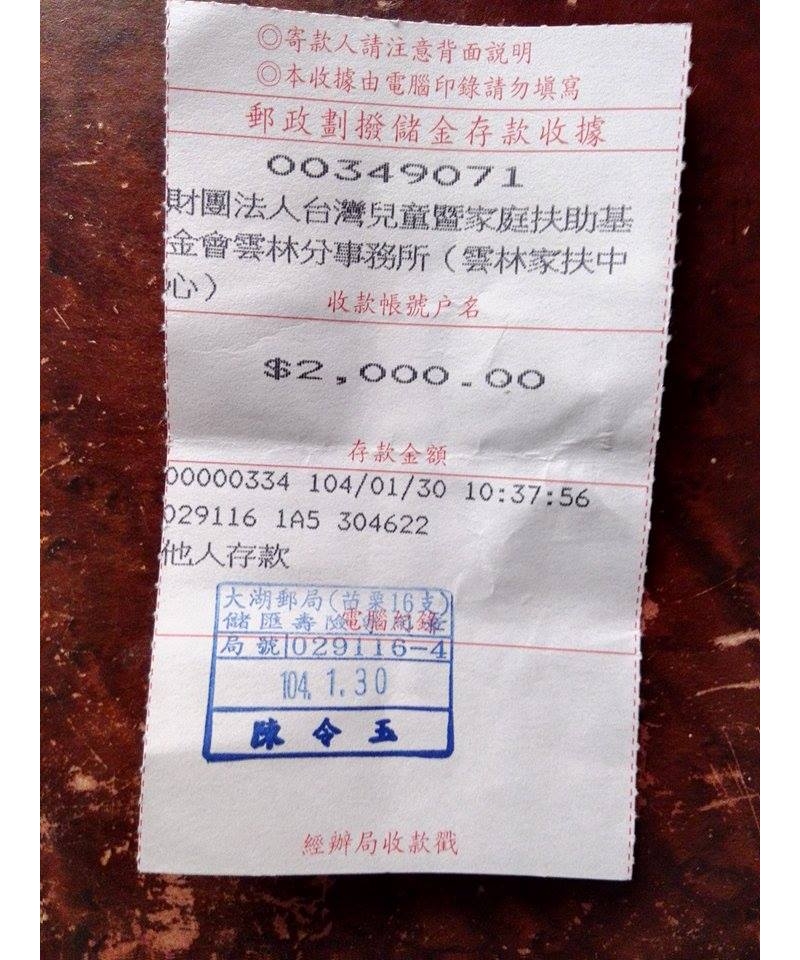 ◎寄款人請注意背面說明
◎本收據由電腦印錄請勿填寫
郵政劃撥儲金存款收據
00349071
財團法人台灣兒童暨家庭扶助基
金會雲林分事務所（雲林家扶中
心）
收款帳號戶名
$2,000.00
存款金額
00000334 104/01/30 10:37:56
029116 1A5 304622
他人存款
大湖郵局(苗栗16支)
儲匯壽險
電腦紀錄
局號 029116-4
104. 1.30
陳令玉
經辦局收款戳